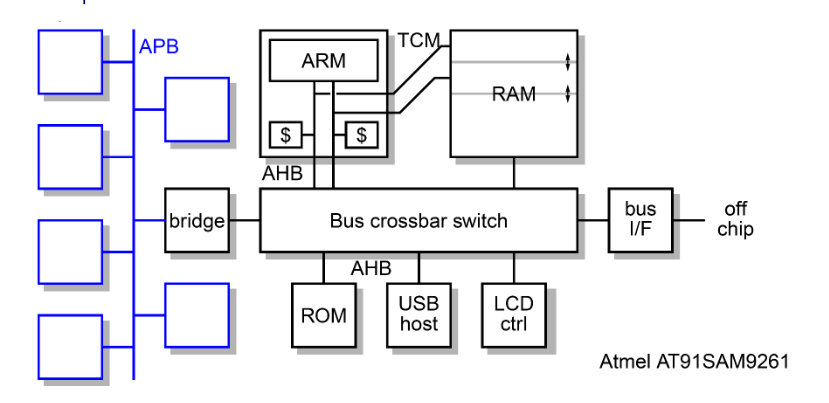 APB
ARM
TCM
RAM
$
$
AHB
bridge
Bus crossbar switch
bus
I/F
off
chip
AHB
ROM
USB
host
LCD
ctrl
Atmel AT91SAM9261